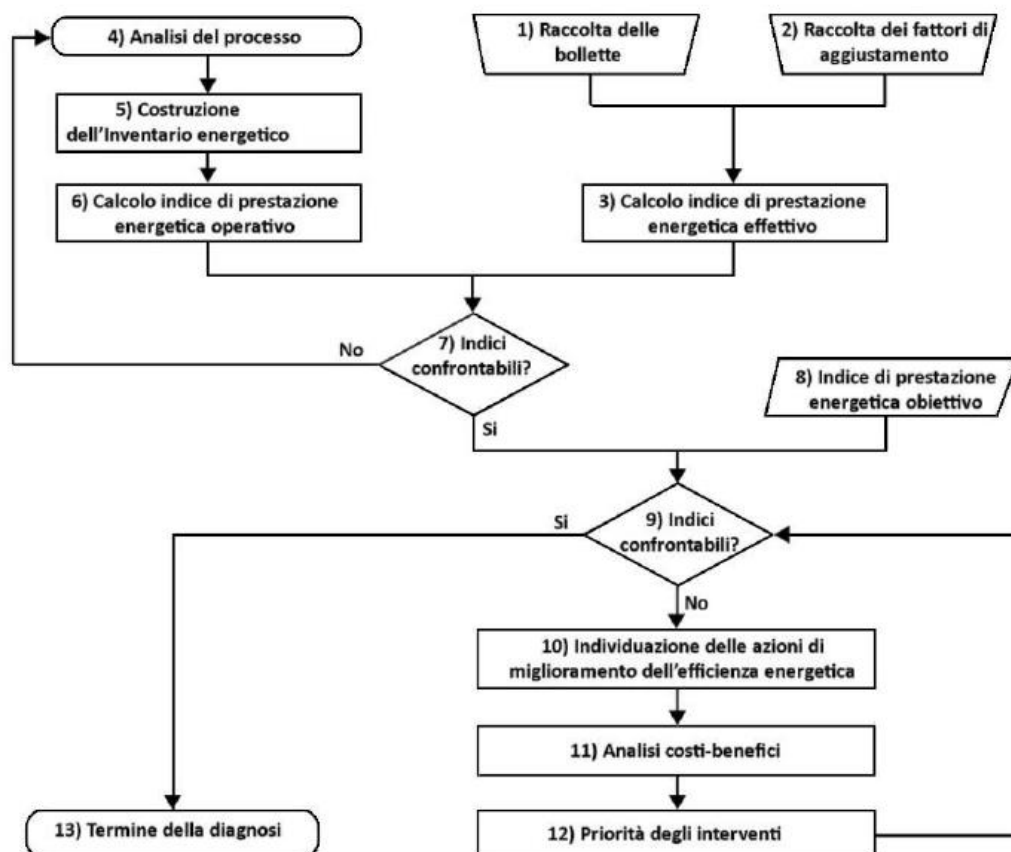 4) Analisi del processo
1) Raccolta delle
bollette
2) Raccolta dei fattori di
aggiustamento
5) Costruzione
dell'Inventario energetico
6) Calcolo indice di prestazione
energetica operativo
3) Calcolo indice di prestazione
energetica effettivo
7) Indici
confrontabili?
No
Si
8) Indice di prestazione
energetica obiettivo
9) Indici
confrontabili?
Si
No
10) Individuazione delle azioni di
miglioramento dell'efficienza energetica
11) Analisi costi-benefici
12) Priorità degli interventi
13) Termine della diagnosi